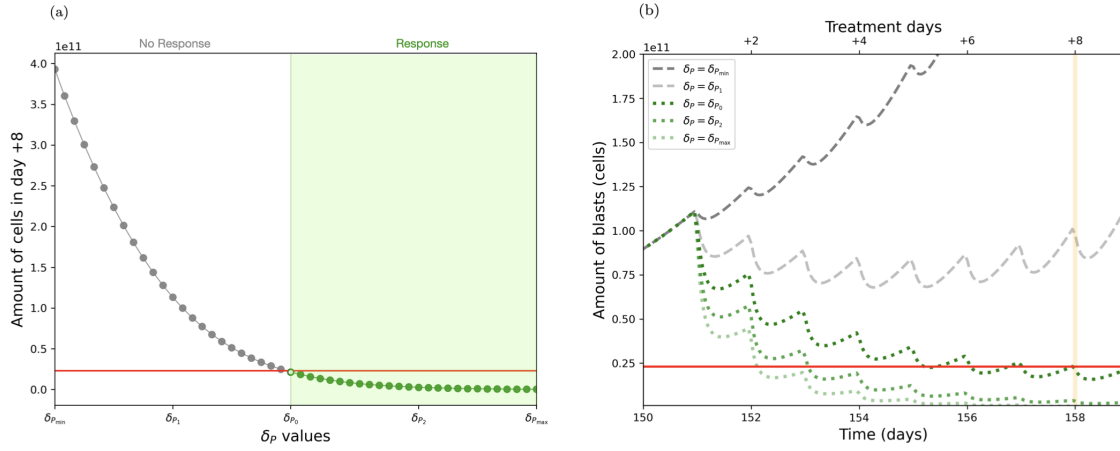 (a)
1e11
No Response
Response
4.0
3.5
3.0
2.5
2.0
1.5
1.0
0.5
0.0
Amount of cells in day +8
δPmin
δP1
δP0
δP2
δPmax
δP values
(b)
Treatment days
+2
+4
+6
+8
1e11
2.00
1.75
1.50
1.25
1.00
0.75
0.50
0.25
Amount of blasts (cells)
δP = δPmin
δP = δP1
δP = δP0
δP = δP2
δP = δPmax
150
152
154
156
158
Time (days)